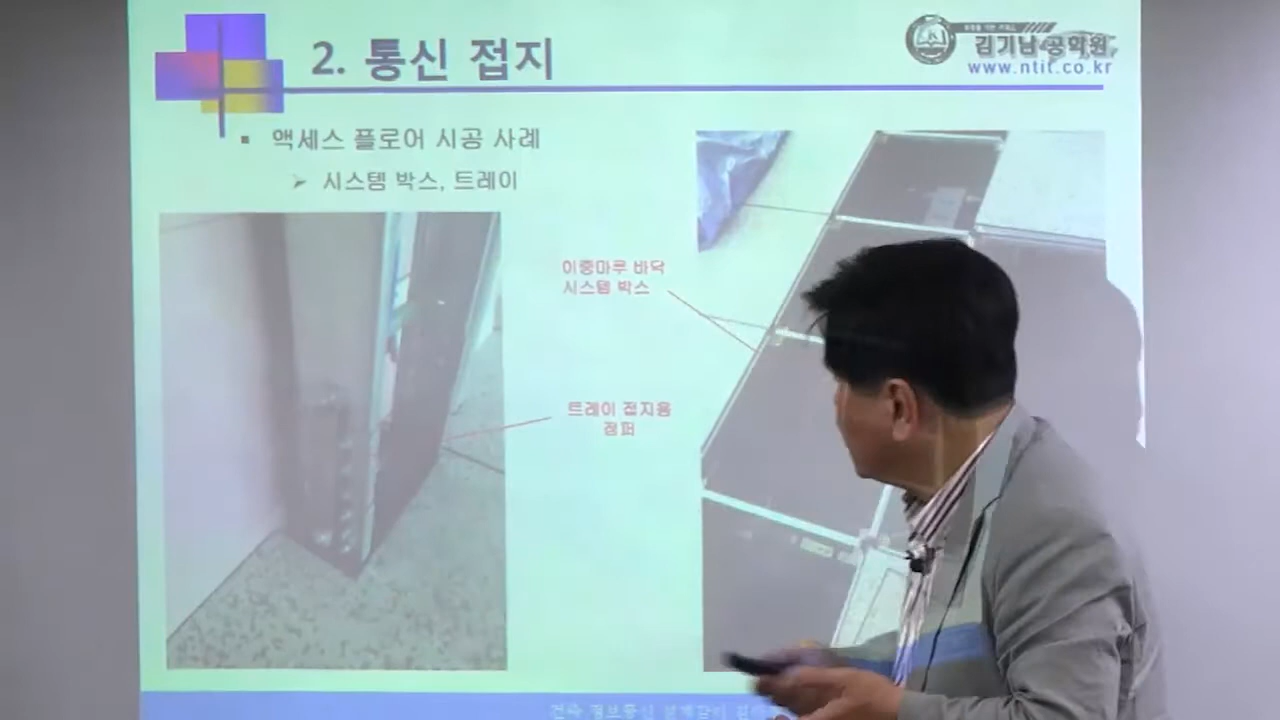 2. 통신 접지
김기남 공학원
www.ntit.co.kr
액세스 플로어 시공 사례
시스템 박스, 트레이
이중마루 바닥
시스템 박스
트레이 접지용
점퍼